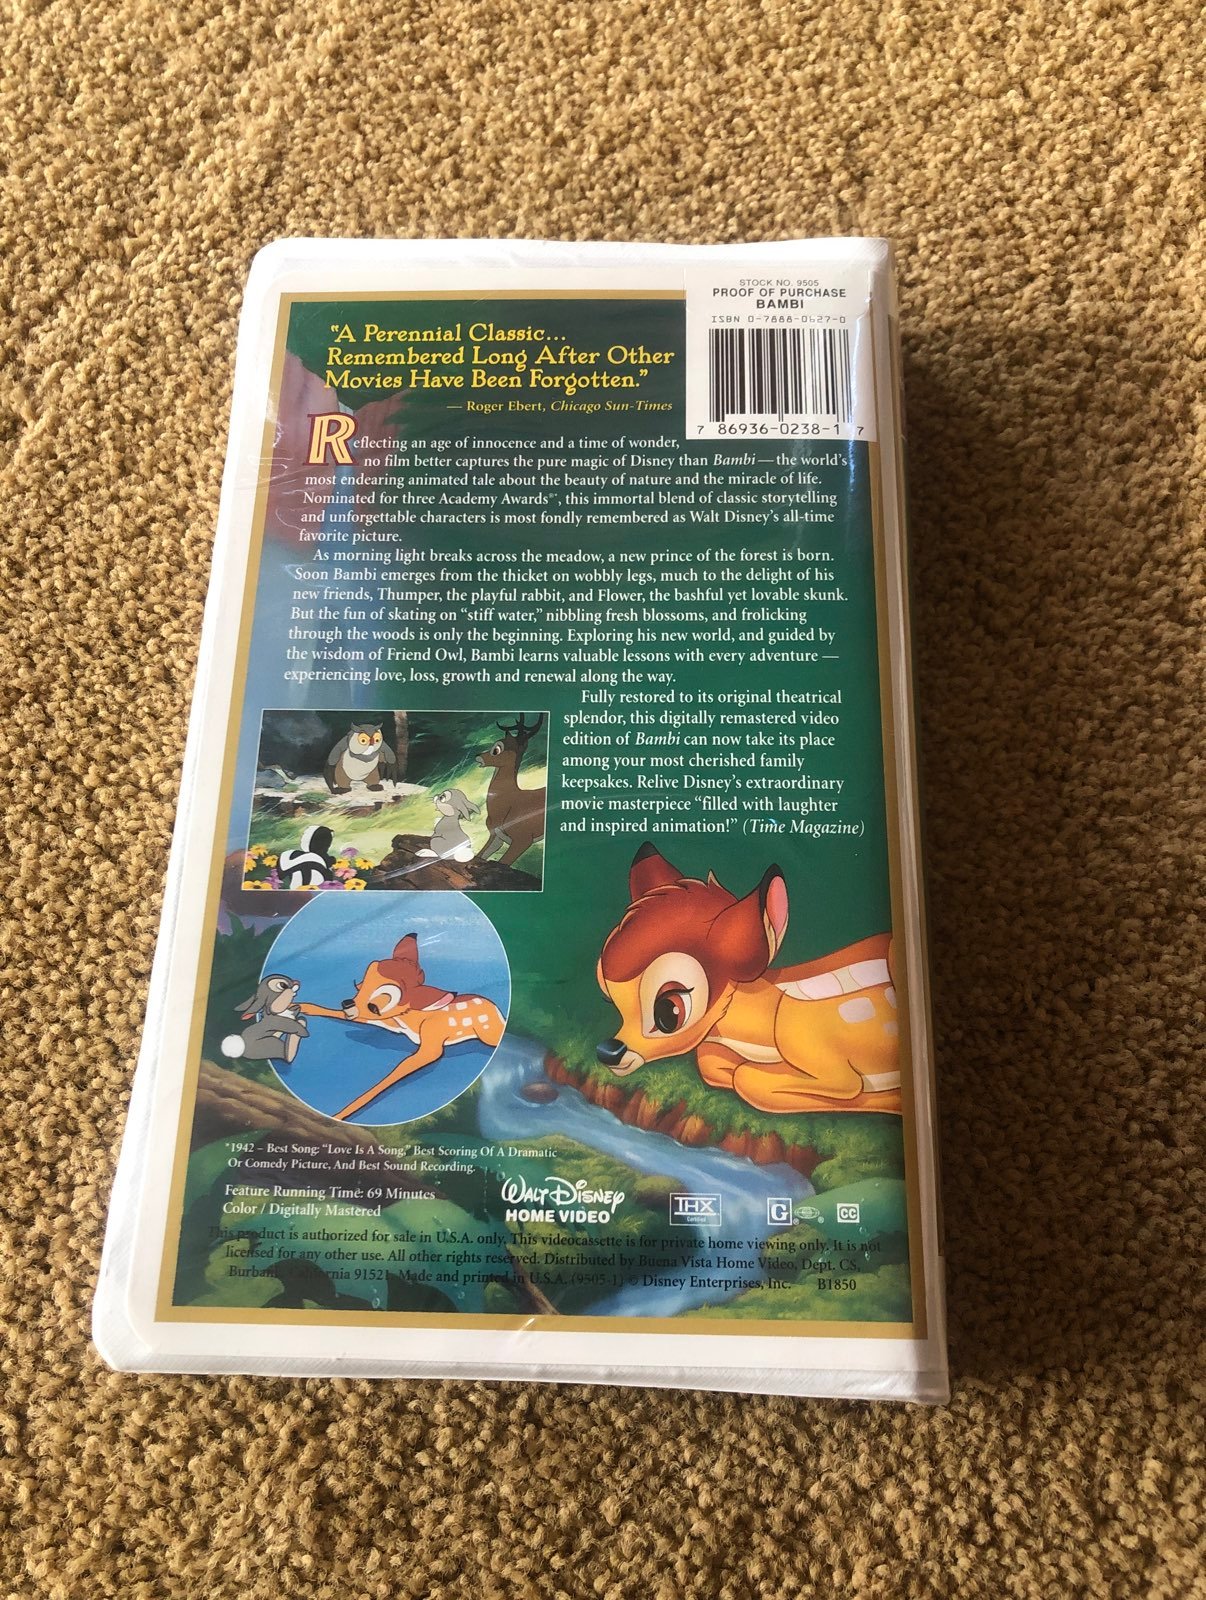 STOCK NO. 9505
PROOF OF PURCHASE
BAMBI
ISBN 0-7888-0627-0
7 86936-0238-1 7
"A Perennial Classic...
Remembered Long After Other
Movies Have Been Forgotten."
— Roger Ebert, Chicago Sun-Times
Reflecting an age of innocence and a time of wonder,
no film better captures the pure magic of Disney than Bambi — the world's
most endearing animated tale about the beauty of nature and the miracle of life.
Nominated for three Academy Awards®*, this immortal blend of classic storytelling
and unforgettable characters is most fondly remembered as Walt Disney's all-time
favorite picture.
As morning light breaks across the meadow, a new prince of the forest is born.
Soon Bambi emerges from the thicket on wobbly legs, much to the delight of his
new friends, Thumper, the playful rabbit, and Flower, the bashful yet lovable skunk.
But the fun of skating on "stiff water," nibbling fresh blossoms, and frolicking
through the woods is only the beginning. Exploring his new world, and guided by
the wisdom of Friend Owl, Bambi learns valuable lessons with every adventure —
experiencing love, loss, growth and renewal along the way.
Fully restored to its original theatrical
splendor, this digitally remastered video
edition of Bambi can now take its place
among your most cherished family
keepsakes. Relive Disney's extraordinary
movie masterpiece "filled with laughter
and inspired animation!" (Time Magazine)
*1942 – Best Song: "Love Is A Song," Best Scoring Of A Dramatic
Or Comedy Picture, And Best Sound Recording.
Feature Running Time: 69 Minutes
Color / Digitally Mastered
WALT DISNEY
HOME VIDEO
THX
Certified
G
CC
This product is authorized for sale in U.S.A. only. This videocassette is for private home viewing only. It is not
licensed for any other use. All other rights reserved. Distributed by Buena Vista Home Video, Dept. CS,
Burbank, California 91521. Made and printed in U.S.A. (9505-1) © Disney Enterprises, Inc. B1850